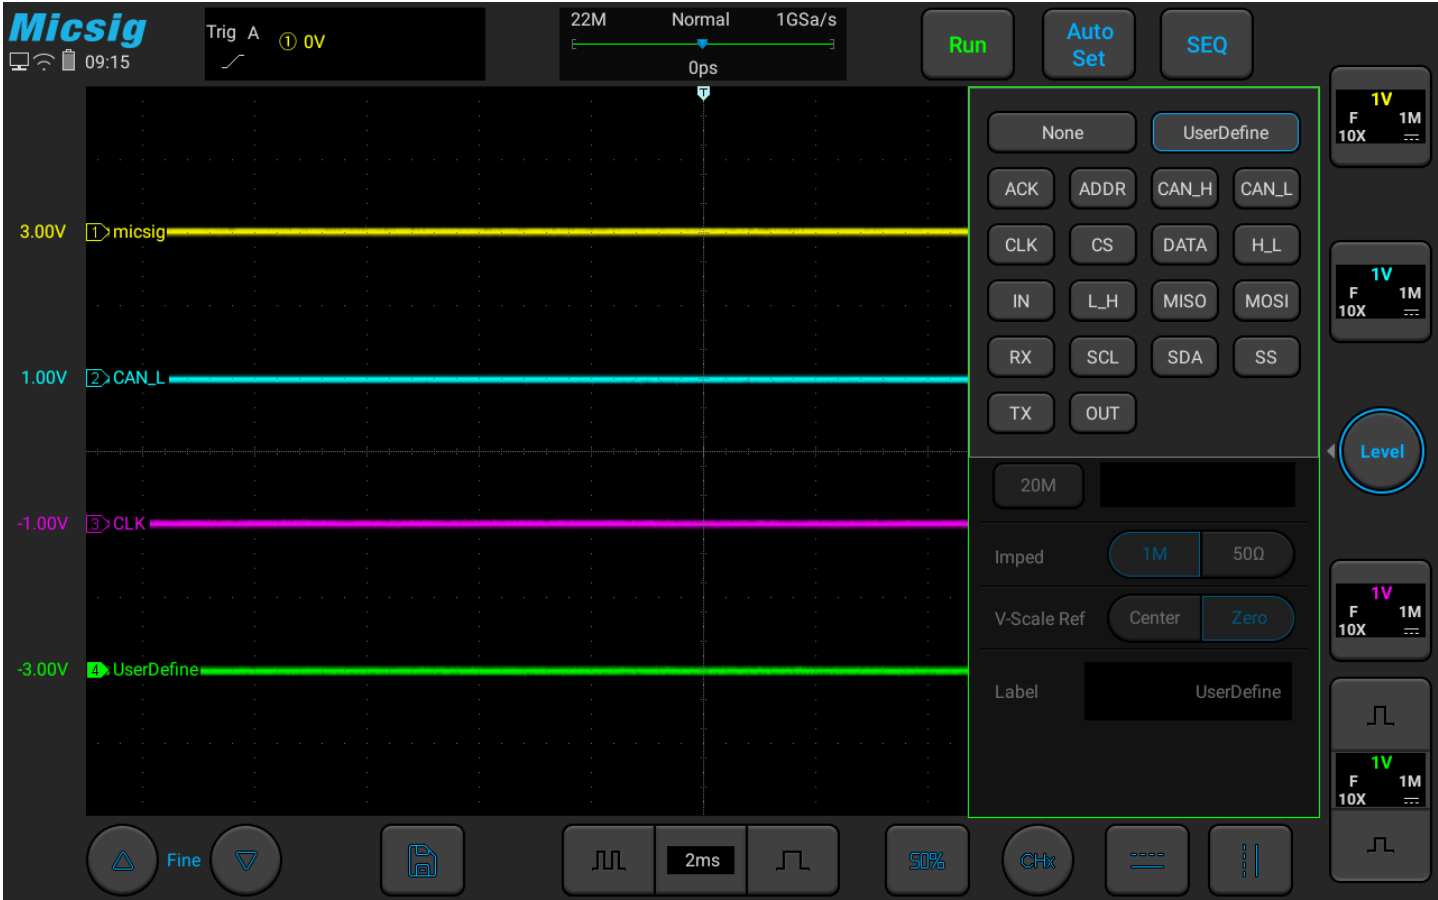 Micsig
09:15
Trig A
① 0V
22M Normal 1GSa/s
0ps
Run
Auto
Set
SEQ
T
None UserDefine
ACK ADDR CAN_H CAN_L
CLK CS DATA H_L
IN L_H MISO MOSI
RX SCL SDA SS
TX OUT
20M
Imped 1M 50Ω
V-Scale Ref Center Zero
Label UserDefine
3.00V 1 micsig
1.00V 2 CAN_L
-1.00V 3 CLK
-3.00V 4 UserDefine
1V
F 1M
10X
1V
F 1M
10X
Level
1V
F 1M
10X
1V
F 1M
10X
Fine
2ms
50%
CHx